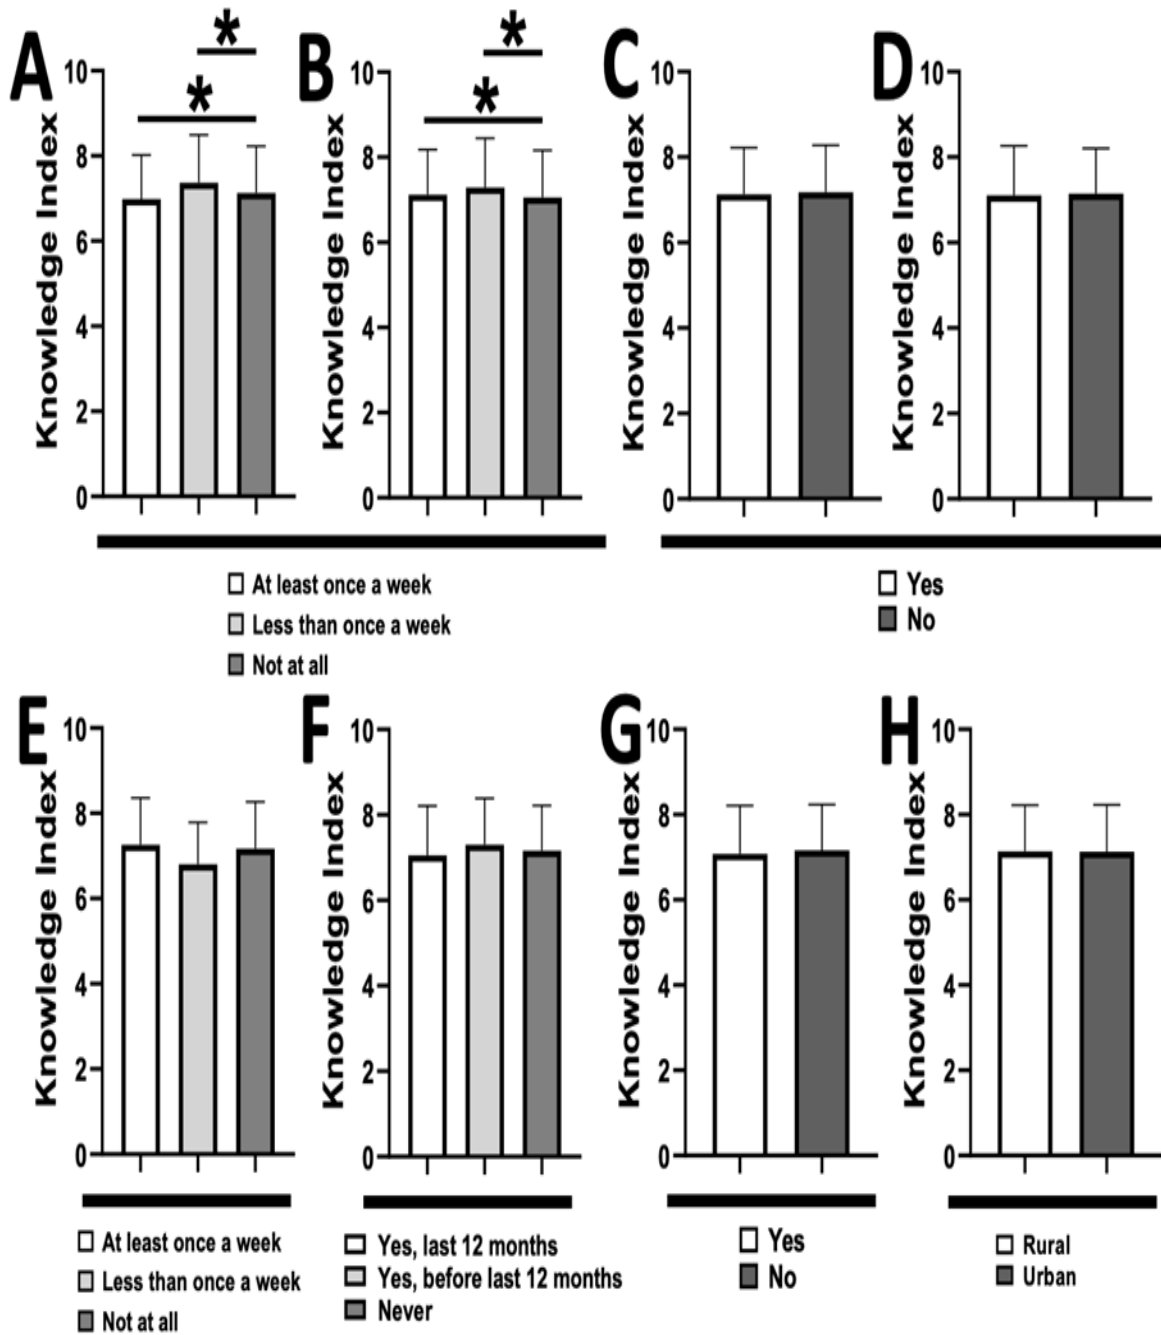 A
*
*
10
8
6
4
2
0
Knowledge Index
B
*
*
10
8
6
4
2
0
Knowledge Index
C
10
8
6
4
2
0
Knowledge Index
D
10
8
6
4
2
0
Knowledge Index
At least once a week
Less than once a week
Not at all
Yes
No
E
10
8
6
4
2
0
Knowledge Index
F
10
8
6
4
2
0
Knowledge Index
G
10
8
6
4
2
0
Knowledge Index
H
10
8
6
4
2
0
Knowledge Index
At least once a week
Less than once a week
Not at all
Yes, last 12 months
Yes, before last 12 months
Never
Yes
No
Rural
Urban